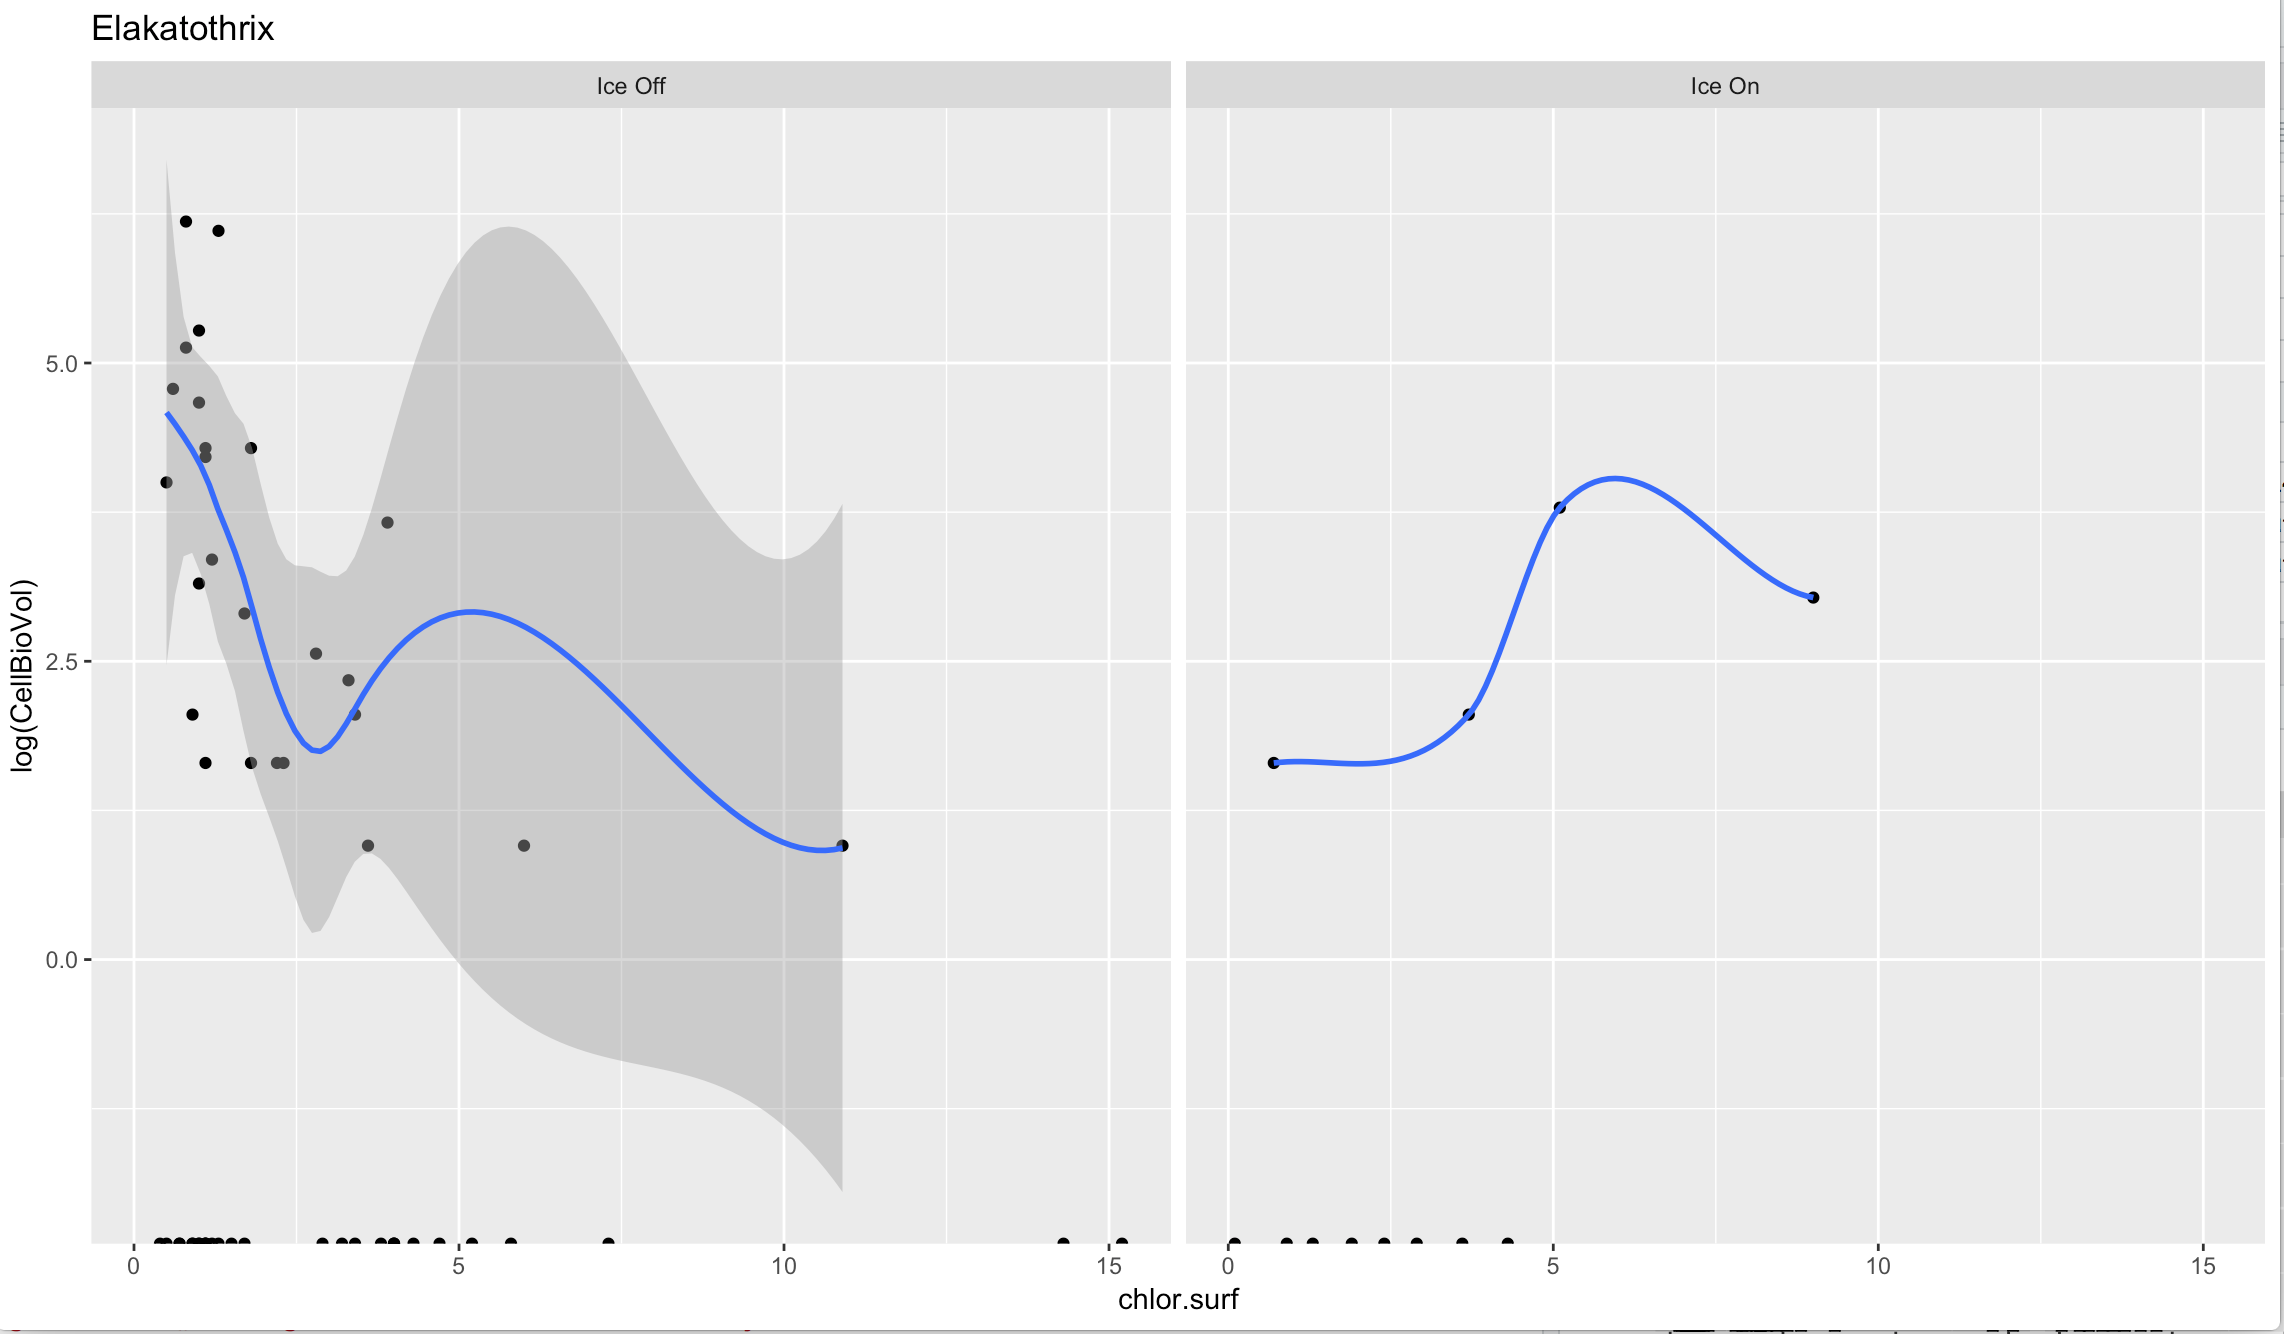 Elakatothrix
Ice Off
Ice On
log(CellBioVol)
5.0
2.5
0.0
0 5 10 15 0 5 10 15
chlor.surf